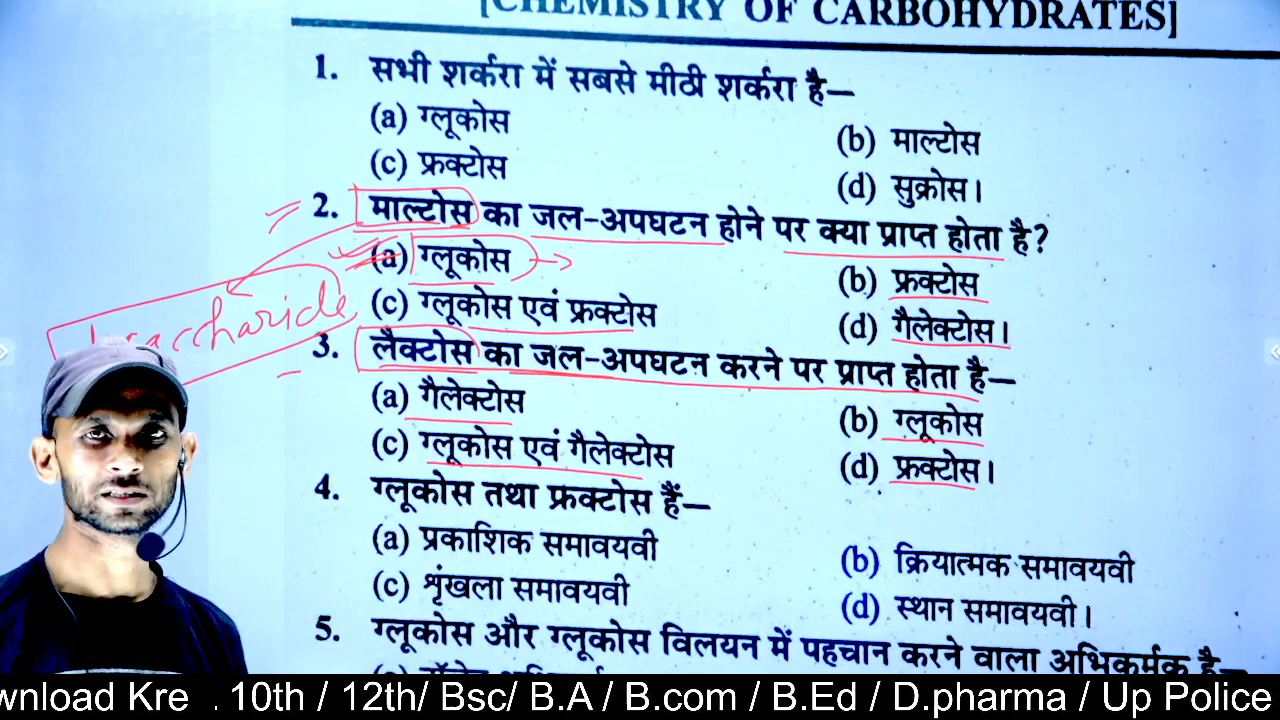 [CHEMISTRY OF CARBOHYDRATES]
1. सभी शर्करा में सबसे मीठी शर्करा है—
(a) ग्लूकोस (b) माल्टोस
(c) फ्रक्टोस (d) सुक्रोस।
2. माल्टोस का जल-अपघटन होने पर क्या प्राप्त होता है?
(a) ग्लूकोस (b) फ्रक्टोस
(c) ग्लूकोस एवं फ्रक्टोस (d) गैलेक्टोस।
3. लैक्टोस का जल-अपघटन करने पर प्राप्त होता है—
(a) गैलेक्टोस (b) ग्लूकोस
(c) ग्लूकोस एवं गैलेक्टोस (d) फ्रक्टोस।
4. ग्लूकोस तथा फ्रक्टोस हैं—
(a) प्रकाशिक समावयवी (b) क्रियात्मक समावयवी
(c) शृंखला समावयवी (d) स्थान समावयवी।
5. ग्लूकोस और ग्लूकोस विलयन में पहचान करने वाला अभिकर्मक है—
wnload Kre . 10th / 12th/ Bsc/ B.A / B.com / B.Ed / D.pharma / Up Police